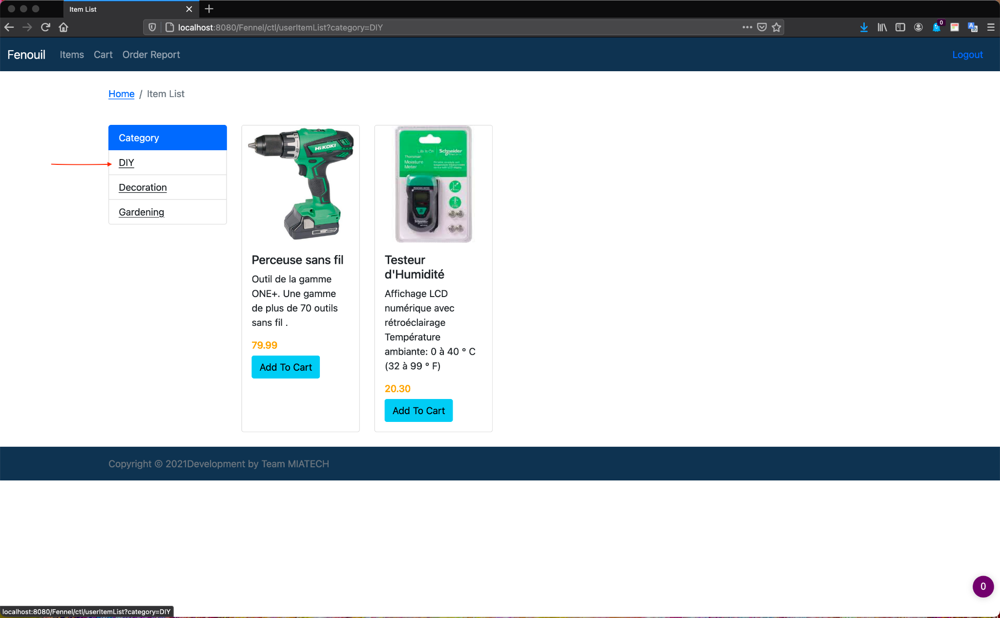 Item List
localhost:8080/Fennel/ctl/userItemList?category=DIY
0
Fenouil Items Cart Order Report Logout
Home / Item List
Category
DIY
Decoration
Gardening
HiKOKI
Perceuse sans fil
Outil de la gamme
ONE+. Une gamme
de plus de 70 outils
sans fil .
79.99
Add To Cart
Life Is On Schneider
Electric
Thorsman
Moisture
Meter
Schneider
Testeur
d'Humidité
Affichage LCD
numérique avec
rétroéclairage
Température
ambiante: 0 à 40 ° C
(32 à 99 ° F)
20.30
Add To Cart
Copyright © 2021Development by Team MIATECH
0
localhost:8080/Fennel/ctl/userItemList?category=DIY